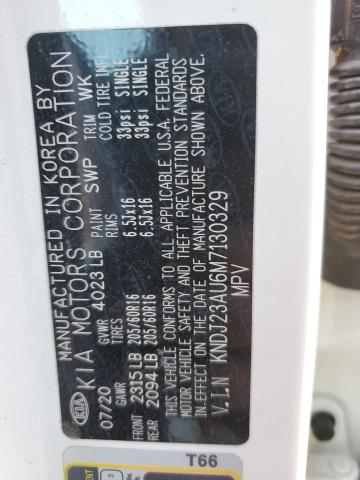 MANUFACTURED IN KOREA BY
KIA KIA MOTORS CORPORATION
07/20 GVWR 4023 LB PAINT SWP TRIM WK
GAWR TIRES RIMS COLD TIRE INFL
FRONT 2315 LB 205/60R16 6.5JX16 33psi SINGLE
REAR 2094 LB 205/60R16 6.5JX16 33psi SINGLE
THIS VEHICLE CONFORMS TO ALL APPLICABLE U.S.A. FEDERAL
MOTOR VEHICLE SAFETY AND THEFT PREVENTION STANDARDS
IN EFFECT ON THE DATE OF MANUFACTURE SHOWN ABOVE.
V.I.N KNDJ23AU6M7130329
MPV
T66